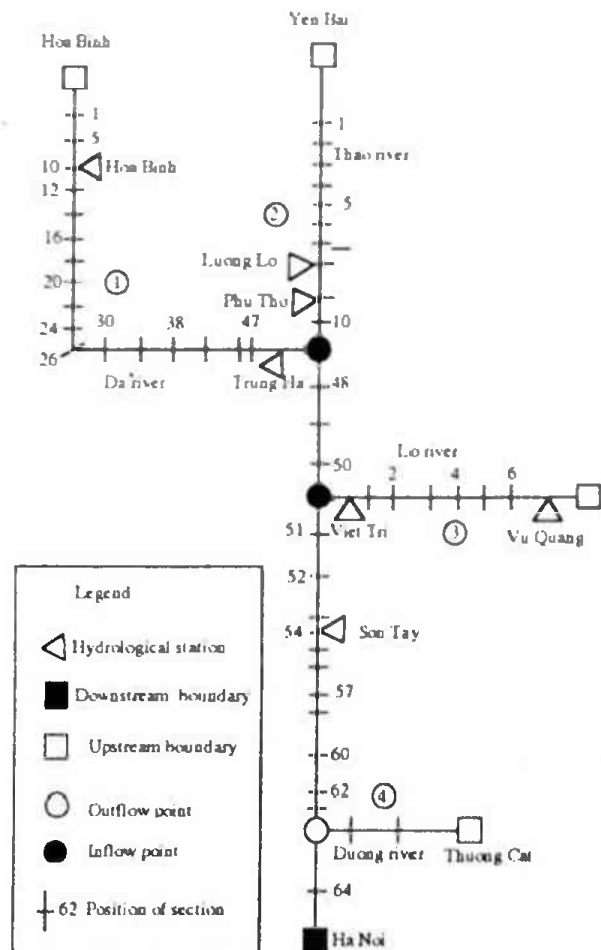 Hoa Binh
Yen Bai
1
5
10
Hoa Binh
12
16
20
1
24
26
30
38
47
Da river
Trung Ha
1
Thao river
5
2
Luong Lo
Phu Tho
10
48
50
Lo river
2
4
6
Viet Tri
3
Vu Quang
51
52
54
Son Tay
57
60
62
4
Duong river
Thuong Cat
64
Ha Noi
Legend
Hydrological station
Downstream boundary
Upstream boundary
Outflow point
Inflow point
62 Position of section